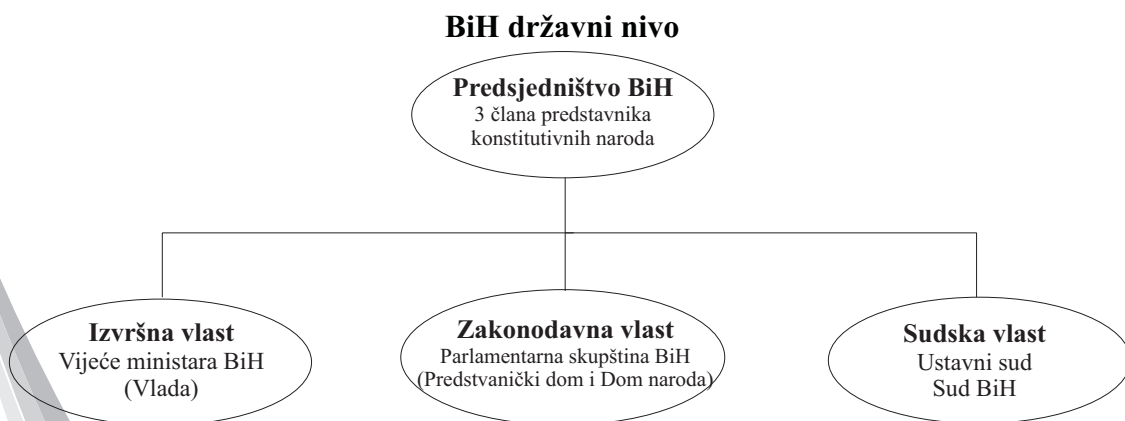 BiH državni nivo
Predsjedništvo BiH
3 člana predstavnika
konstitutivnih naroda
Izvršna vlast
Vijeće ministara BiH
(Vlada)
Zakonodavna vlast
Parlamentarna skupština BiH
(Predstvanički dom i Dom naroda)
Sudska vlast
Ustavni sud
Sud BiH